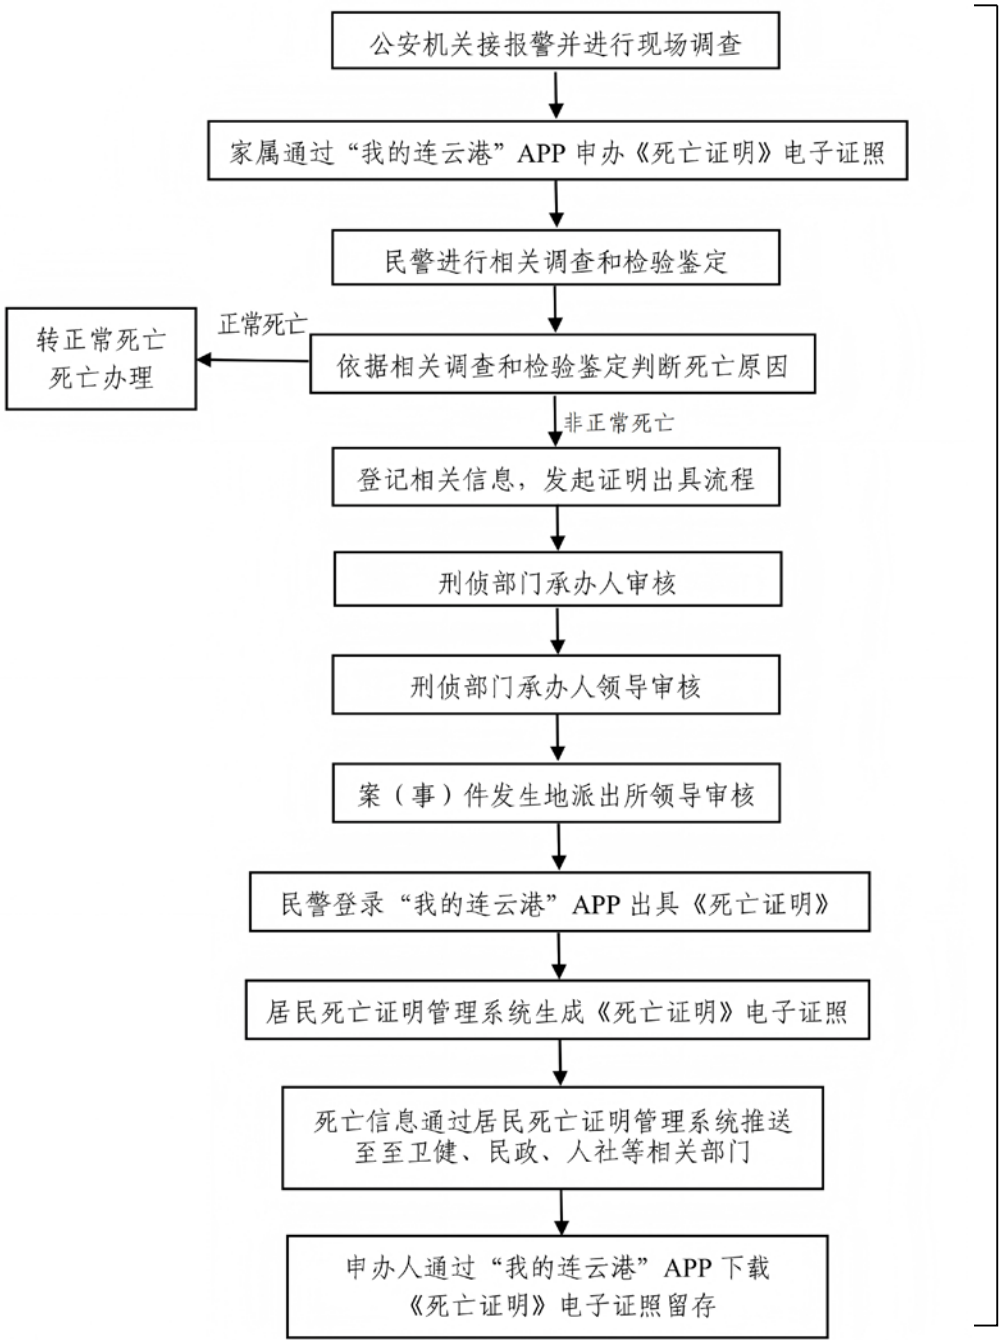 公安机关接报警并进行现场调查
家属通过“我的连云港”APP申办《死亡证明》电子证照
民警进行相关调查和检验鉴定
正常死亡
转正常死亡
死亡办理
依据相关调查和检验鉴定判断死亡原因
非正常死亡
登记相关信息，发起证明出具流程
刑侦部门承办人审核
刑侦部门承办人领导审核
案（事）件发生地派出所领导审核
民警登录“我的连云港”APP出具《死亡证明》
居民死亡证明管理系统生成《死亡证明》电子证照
死亡信息通过居民死亡证明管理系统推送
至至卫健、民政、人社等相关部门
申办人通过“我的连云港”APP下载
《死亡证明》电子证照留存